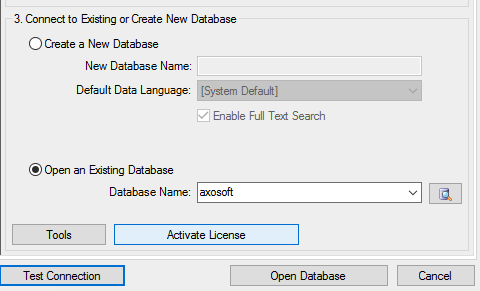 3. Connect to Existing or Create New Database
Create a New Database
New Database Name:
Default Data Language: [System Default]
Enable Full Text Search
Open an Existing Database
Database Name: axosoft
Tools Activate License
Test Connection Open Database Cancel